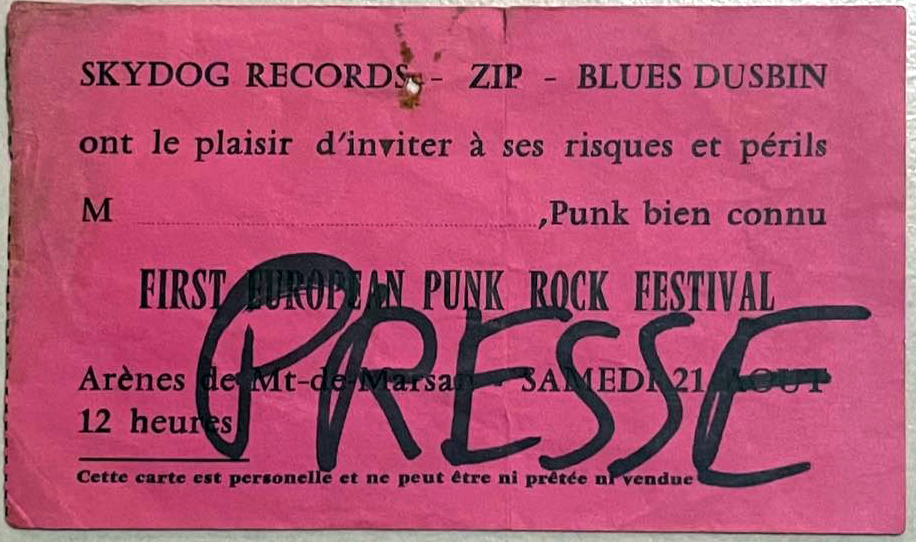 SKYDOG RECORDS - ZIP - BLUES DUSBIN
ont le plaisir d'inviter à ses risques et périls
M ,Punk bien connu
FIRST EUROPEAN PUNK ROCK FESTIVAL
PRESSE
Arènes de Mt-de-Marsan - SAMEDI 21 AOUT
12 heures
Cette carte est personelle et ne peut être ni prêtée ni vendue